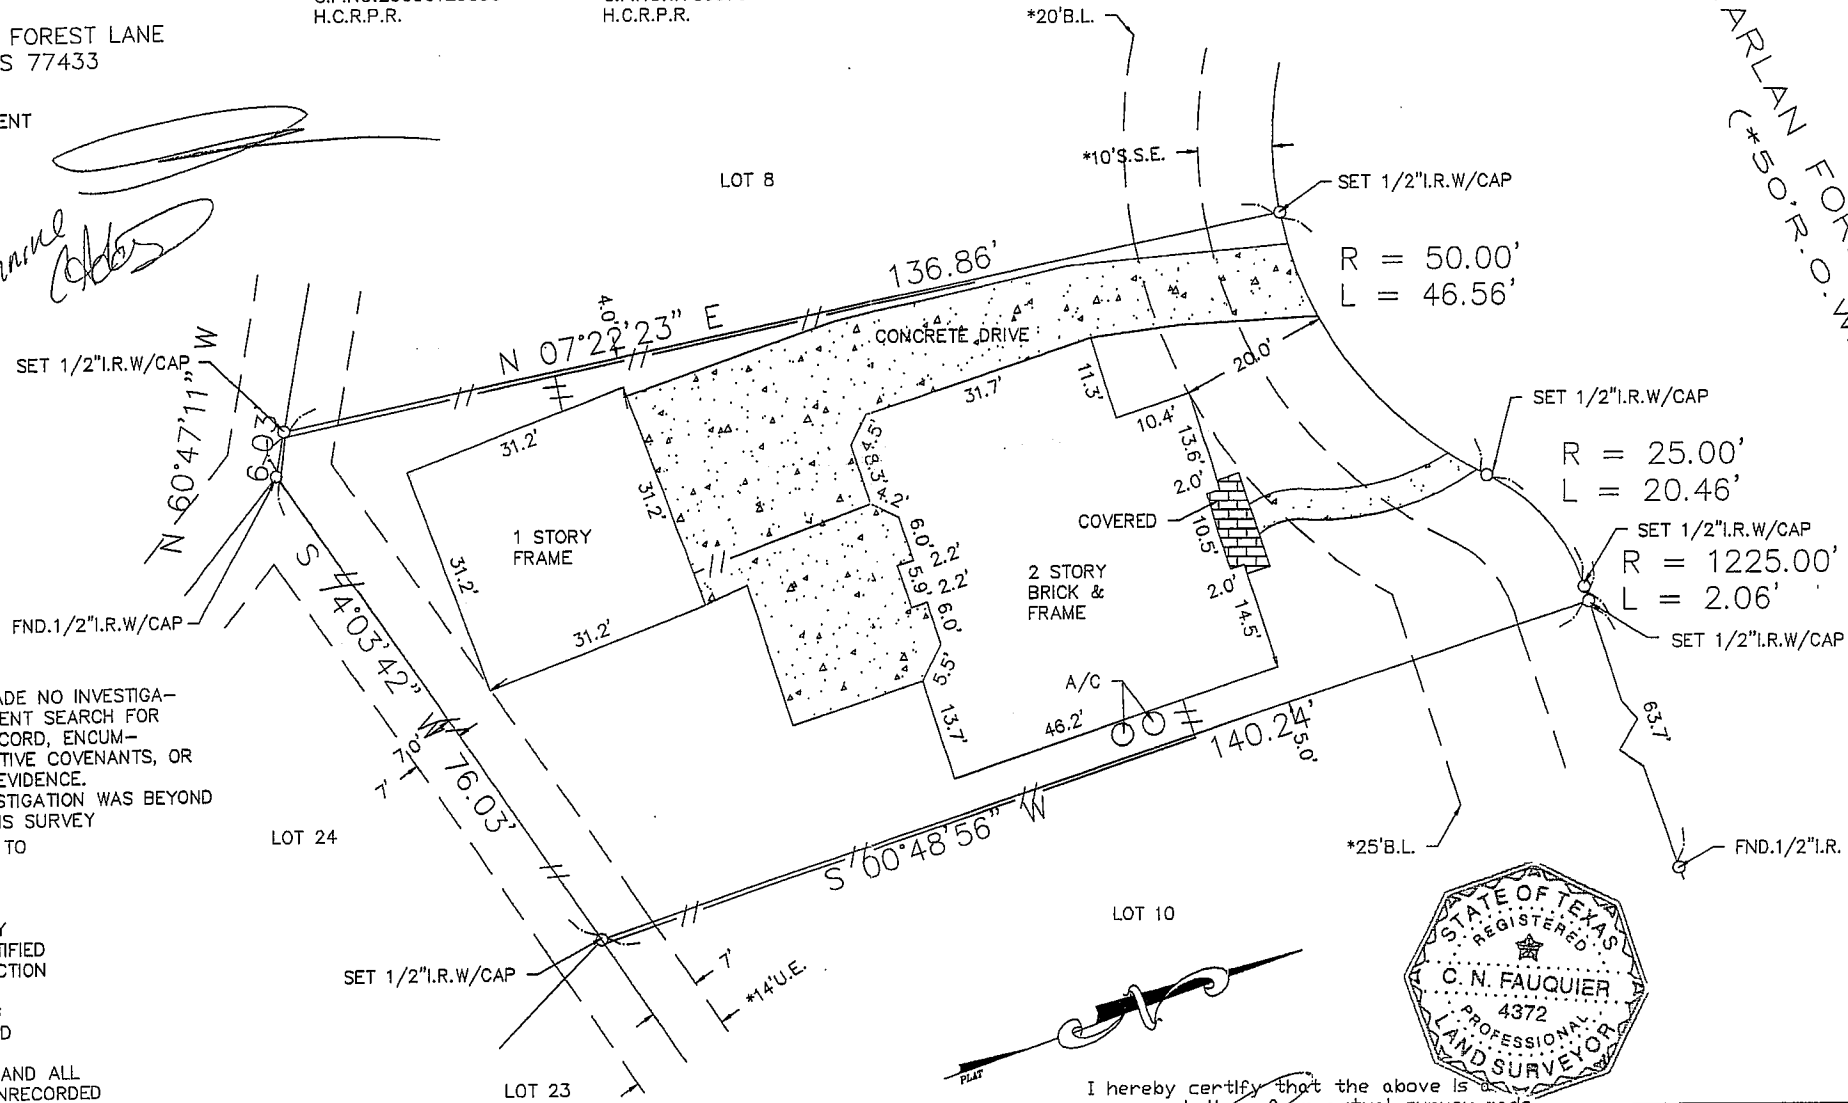 H.C.R.P.R.
H.C.R.P.R.
FOREST LANE
S 77433
ENT
*20'B.L.
ARLAN FOR
(*50'R.O.W
LOT 8
*10'S.S.E.
SET 1/2"I.R.W/CAP
R = 50.00'
L = 46.56'
136.86'
N 07°22'23" E
4.0'
CONCRETE DRIVE
SET 1/2"I.R.W/CAP
N 60°47'11" W
6.03'
20.0'
11.3'
10.4'
31.7'
31.2'
4.5'
8.3'
4.2'
31.2'
13.6'
2.0'
SET 1/2"I.R.W/CAP
R = 25.00'
L = 20.46'
COVERED
10.5'
2.0'
14.5'
SET 1/2"I.R.W/CAP
R = 1225.00'
L = 2.06'
SET 1/2"I.R.W/CAP
1 STORY
FRAME
31.2'
31.2'
6.0'
2.2'
5.9'
2.2'
6.0'
5.5'
13.7'
2 STORY
BRICK &
FRAME
FND.1/2"I.R.W/CAP
S 44°03'42" W
76.03'
7.0'
7'
A/C
46.2'
140.24'
5.0'
63.7'
S 00°48'56" W
ADE NO INVESTIGA-
ENT SEARCH FOR
CORD, ENCUM-
TIVE COVENANTS, OR
EVIDENCE.
STIGATION WAS BEYOND
IS SURVEY
TO
LOT 24
*25'B.L.
FND.1/2"I.R.
LOT 10
Y
TIFIED
CTION
D
AND ALL
NRECORDED
SET 1/2"I.R.W/CAP
7'
*14'U.E.
LOT 23
PLAT
STATE OF TEXAS
REGISTERED
C. N. FAUQUIER
4372
PROFESSIONAL
LAND SURVEYOR
I hereby certify that the above is a